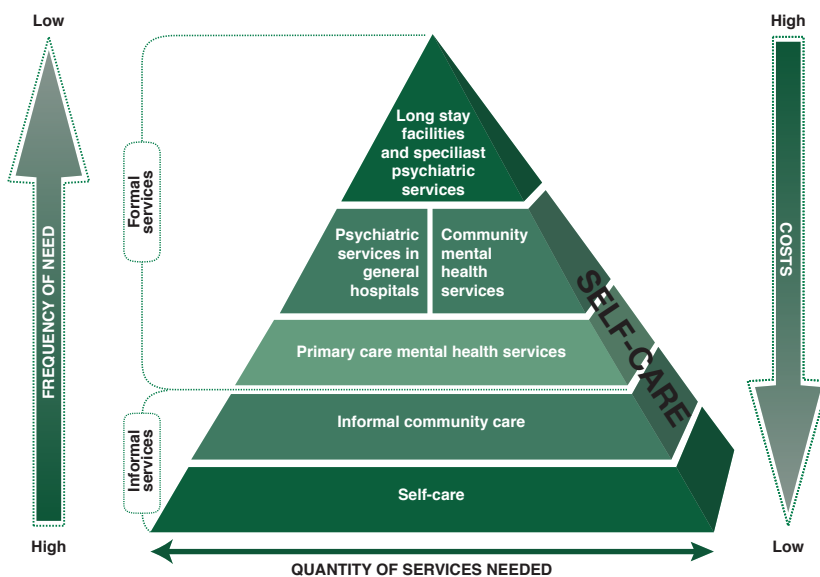 Low
High
Long stay
facilities
and speciliast
psychiatric
services
Formal
services
Psychiatric
services in
general
hospitals
Community
mental
health
services
SELF-CARE
COSTS
FREQUENCY OF NEED
Primary care mental health services
Informal community care
Informal
services
Self-care
High
Low
QUANTITY OF SERVICES NEEDED